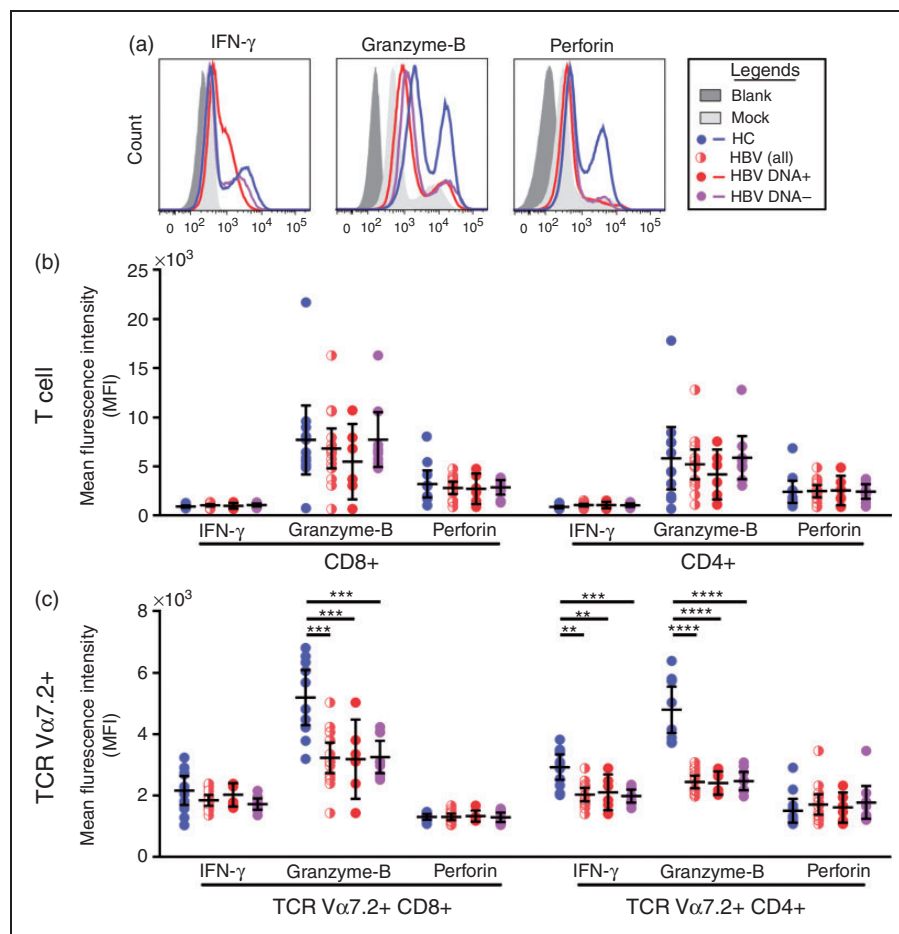 (a)
IFN-γ
Granzyme-B
Perforin
Count
0 10² 10³ 10⁴ 10⁵
0 10² 10³ 10⁴ 10⁵
0 10² 10³ 10⁴ 10⁵
Legends
Blank
Mock
HC
HBV (all)
HBV DNA+
HBV DNA–
(b)
×10³
T cell
Mean flurescence intensity
(MFI)
25
20
15
10
5
0
IFN-γ Granzyme-B Perforin IFN-γ Granzyme-B Perforin
CD8+ CD4+
(c)
×10³
TCR Vα7.2+
Mean flurescence intensity
(MFI)
8
6
4
2
0
***
***
***
***
**
**
****
****
****
IFN-γ Granzyme-B Perforin IFN-γ Granzyme-B Perforin
TCR Vα7.2+ CD8+ TCR Vα7.2+ CD4+